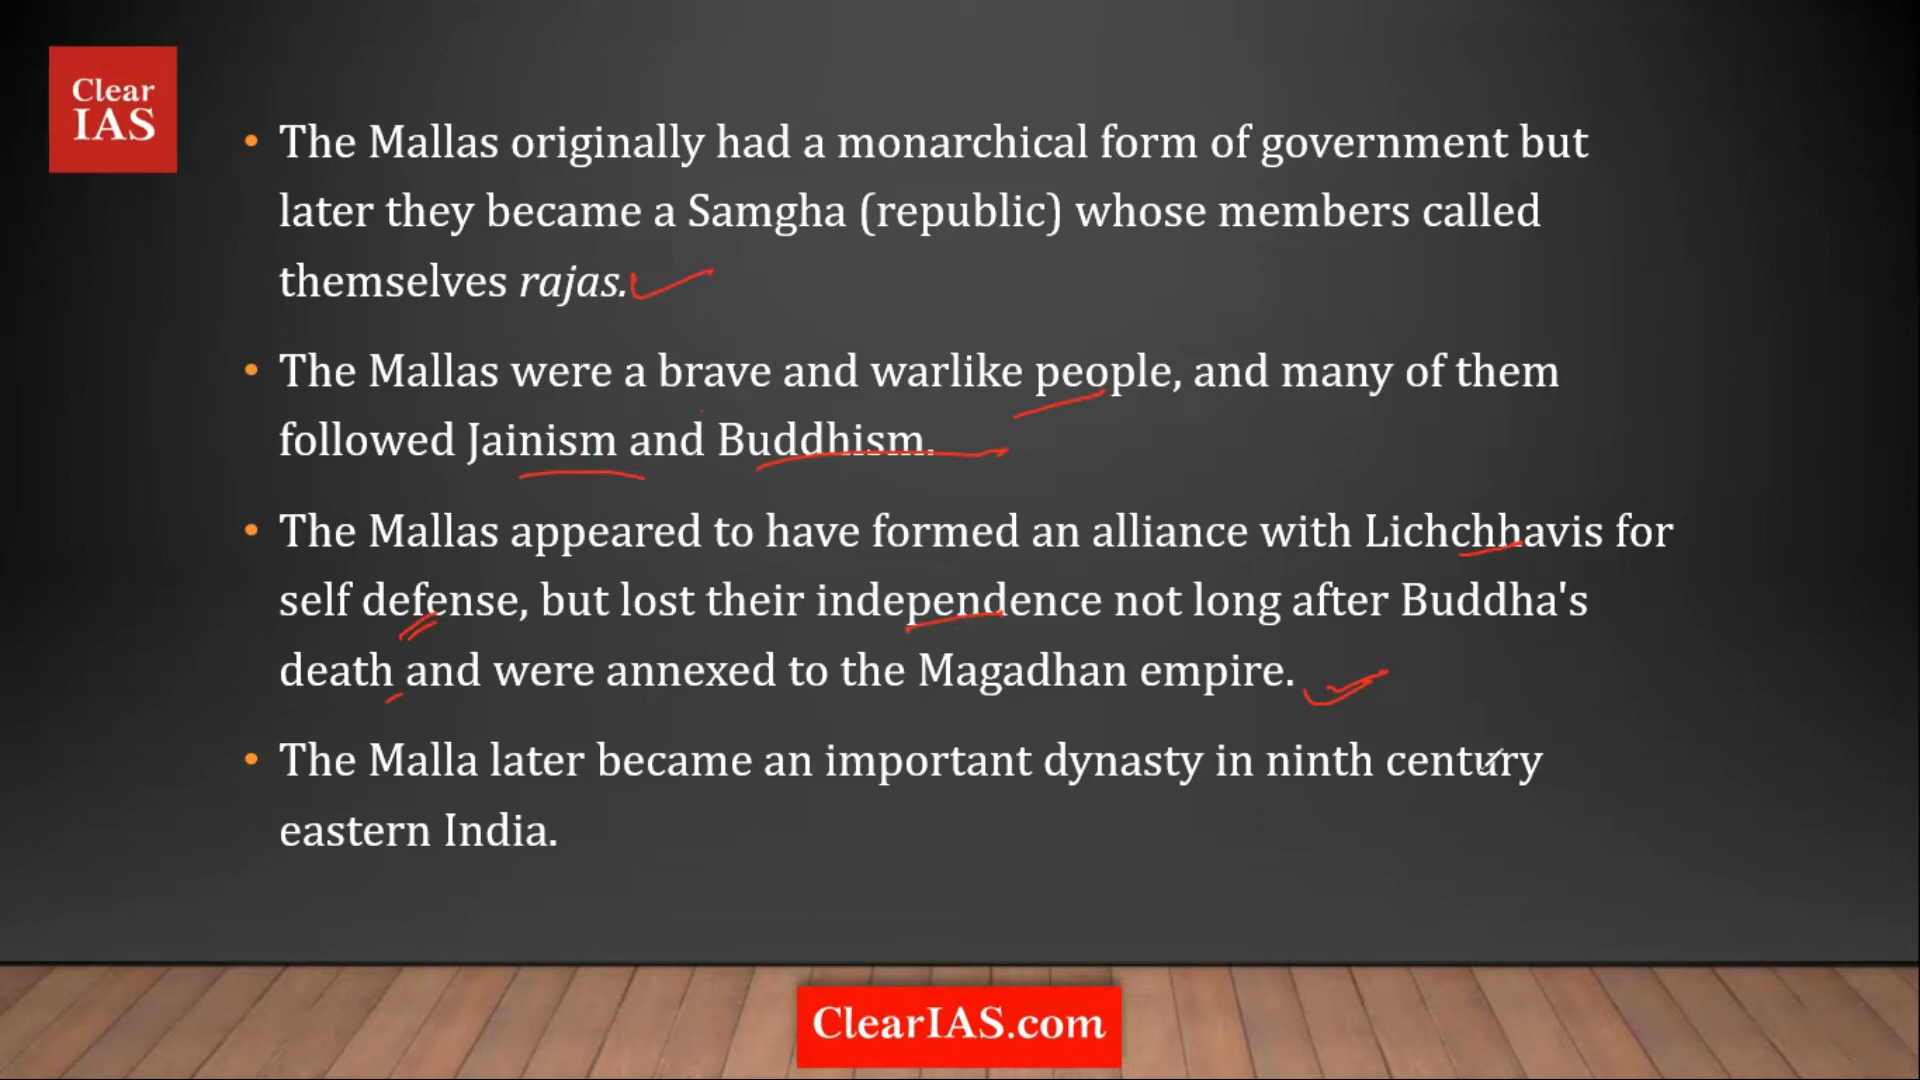 Clear
IAS
• The Mallas originally had a monarchical form of government but
later they became a Samgha (republic) whose members called
themselves rajas.
• The Mallas were a brave and warlike people, and many of them
followed Jainism and Buddhism.
• The Mallas appeared to have formed an alliance with Lichchhavis for
self defense, but lost their independence not long after Buddha's
death and were annexed to the Magadhan empire.
• The Malla later became an important dynasty in ninth century
eastern India.
ClearIAS.com